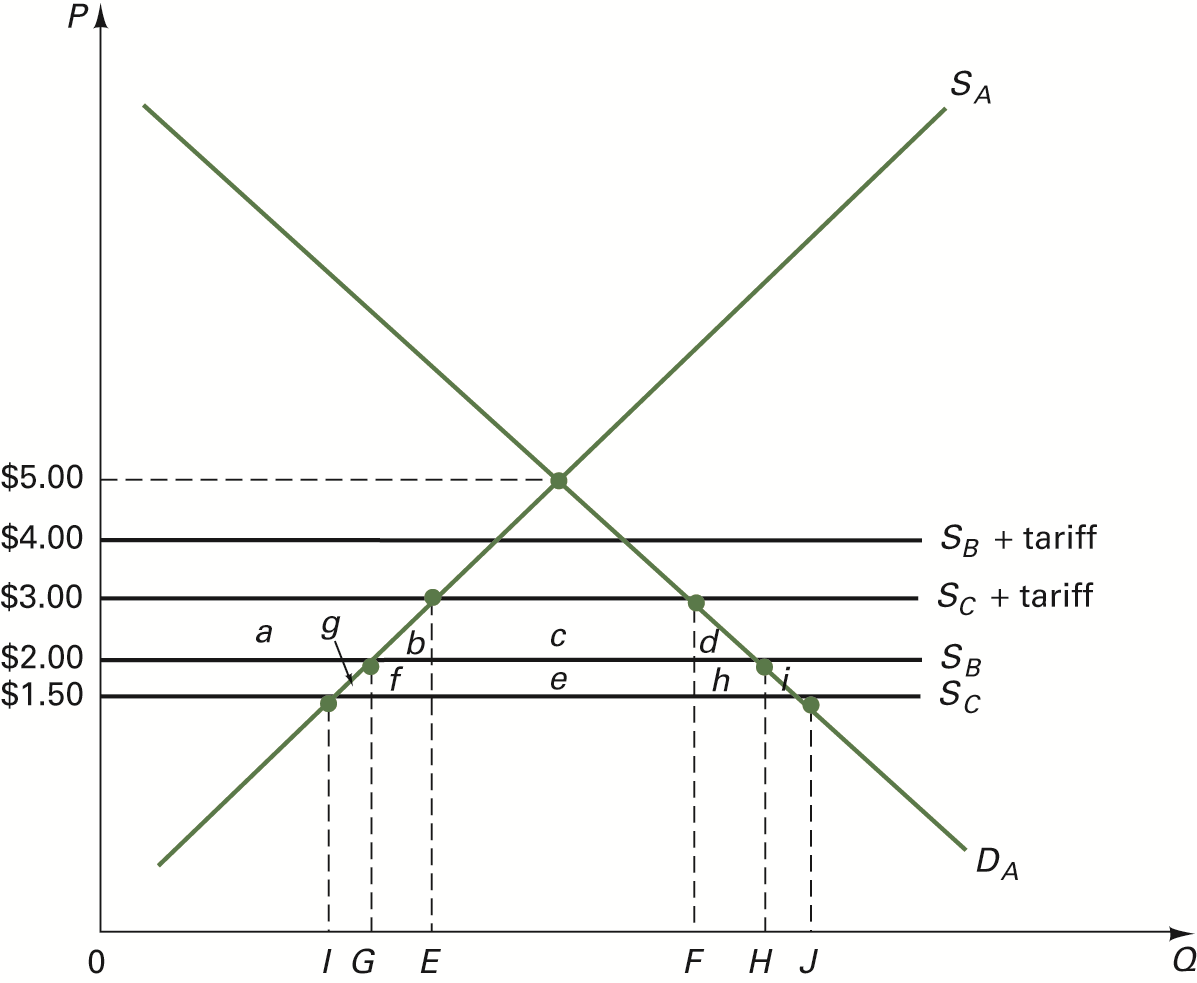 P
S_A
$5.00
$4.00
S_B + tariff
$3.00
S_C + tariff
a
g
b
c
d
$2.00
S_B
f
e
h
i
$1.50
S_C
D_A
0
I
G
E
F
H
J
Q